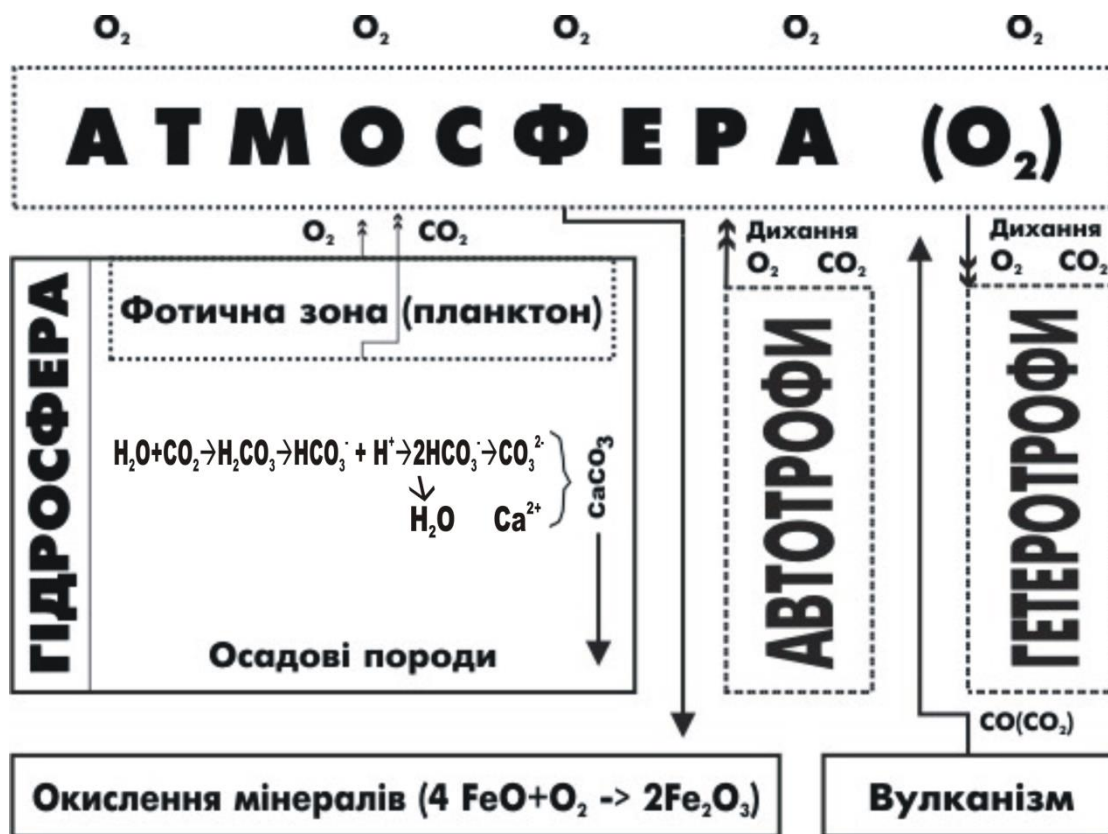 O₂ O₂ O₂ O₂ O₂
АТМОСФЕРА (O₂)
O₂ CO₂
Дихання
O₂ CO₂
Дихання
O₂ CO₂
ГІДРОСФЕРА
Фотична зона (планктон)
H₂O+CO₂→H₂CO₃→HCO₃⁻ + H⁺→2HCO₃⁻→CO₃²⁻
H₂O Ca²⁺
CaCO₃
Осадові породи
АВТОТРОФИ
ГЕТЕРОТРОФИ
CO(CO₂)
Окислення мінералів (4 FeO+O₂ -> 2Fe₂O₃)
Вулканізм